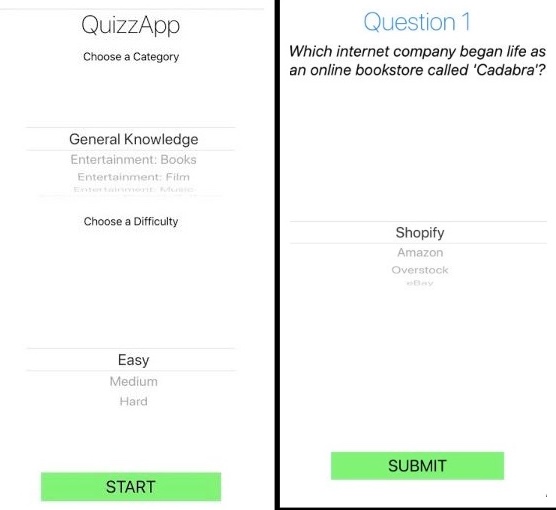 QuizzApp
Choose a Category
General Knowledge
Entertainment: Books
Entertainment: Film
Entertainment: Music
Choose a Difficulty
Easy
Medium
Hard
START
Question 1
Which internet company began life as
an online bookstore called 'Cadabra'?
Shopify
Amazon
Overstock
eBay
SUBMIT